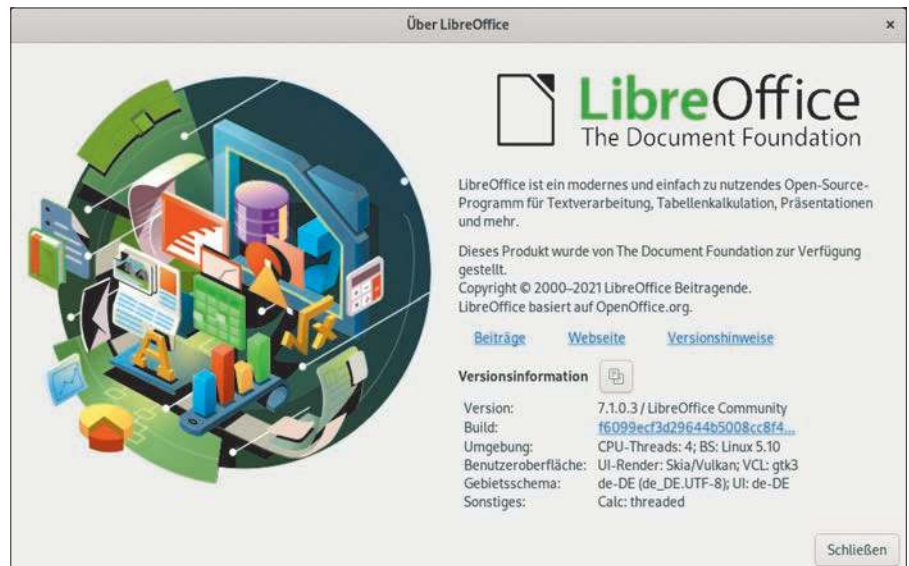 Über LibreOffice
LibreOffice
The Document Foundation
LibreOffice ist ein modernes und einfach zu nutzendes Open-Source-
Programm für Textverarbeitung, Tabellenkalkulation, Präsentationen
und mehr.
Dieses Produkt wurde von The Document Foundation zur Verfügung
gestellt.
Copyright © 2000–2021 LibreOffice Beitragende.
LibreOffice basiert auf OpenOffice.org.
Beiträge Webseite Versionshinweise
Versionsinformation
Version: 7.1.0.3 / LibreOffice Community
Build: f6099ecf3d29644b5008cc8f4...
Umgebung: CPU-Threads: 4; BS: Linux 5.10
Benutzeroberfläche: UI-Render: Skia/Vulkan; VCL: gtk3
Gebietsschema: de-DE (de_DE.UTF-8); UI: de-DE
Sonstiges: Calc: threaded
Schließen